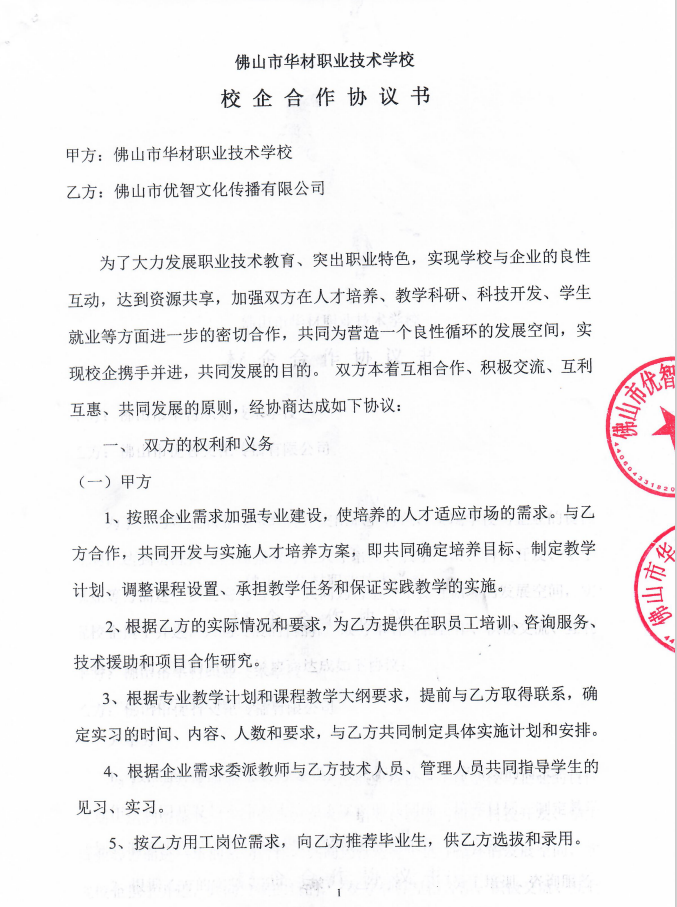 佛山市华材职业技术学校
校企合作协议书
甲方：佛山市华材职业技术学校
乙方：佛山市优智文化传播有限公司
为了大力发展职业技术教育、突出职业特色，实现学校与企业的良性
互动，达到资源共享，加强双方在人才培养、教学科研、科技开发、学生
就业等方面进一步的密切合作，共同为营造一个良性循环的发展空间，实
现校企携手并进，共同发展的目的。 双方本着互相合作、积极交流、互利
互惠、共同发展的原则，经协商达成如下协议：
一、 双方的权利和义务
（一）甲方
1、按照企业需求加强专业建设，使培养的人才适应市场的需求。与乙
方合作，共同开发与实施人才培养方案，即共同确定培养目标、制定教学
计划、调整课程设置、承担教学任务和保证实践教学的实施。
2、根据乙方的实际情况和要求，为乙方提供在职员工培训、咨询服务、
技术援助和项目合作研究。
3、根据专业教学计划和课程教学大纲要求，提前与乙方取得联系，确
定实习的时间、内容、人数和要求，与乙方共同制定具体实施计划和安排。
4、根据企业需求委派教师与乙方技术人员、管理人员共同指导学生的
见习、实习。
5、按乙方用工岗位需求，向乙方推荐毕业生，供乙方选拔和录用。
1
佛山市优智
佛山市华